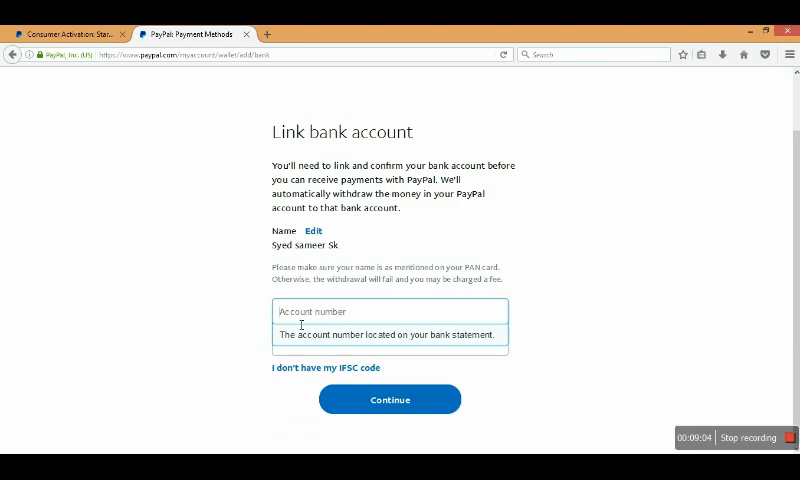 Consumer Activation: Star...
PayPal: Payment Methods
PayPal, Inc. (US)
https://www.paypal.com/myaccount/wallet/add/bank
Search
Link bank account
You'll need to link and confirm your bank account before
you can receive payments with PayPal. We'll
automatically withdraw the money in your PayPal
account to that bank account.
Name Edit
Syed sameer Sk
Please make sure your name is as mentioned on your PAN card.
Otherwise, the withdrawal will fail and you may be charged a fee.
Account number
The account number located on your bank statement.
I don't have my IFSC code
Continue
00:09:04 Stop recording